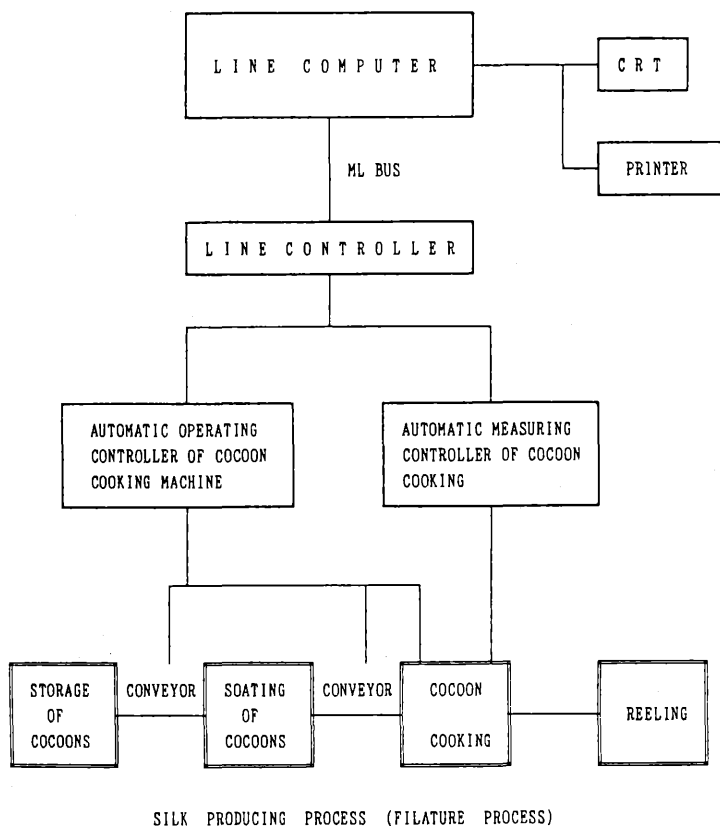 LINE COMPUTER
CRT
PRINTER
ML BUS
LINE CONTROLLER
AUTOMATIC OPERATING
CONTROLLER OF COCOON
COOKING MACHINE
AUTOMATIC MEASURING
CONTROLLER OF COCOON
COOKING
STORAGE
OF
COCOONS
CONVEYOR
SOATING
OF
COCOONS
CONVEYOR
COCOON
COOKING
REELING
SILK PRODUCING PROCESS (FILATURE PROCESS)